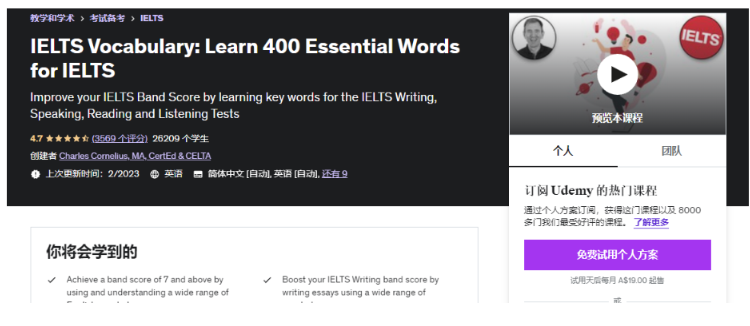 教学和学术 > 考试备考 > IELTS
IELTS Vocabulary: Learn 400 Essential Words
for IELTS
Improve your IELTS Band Score by learning key words for the IELTS Writing,
Speaking, Reading and Listening Tests
4.7 ★★★★★ (3569 个评分) 26209 个学生
创建者 Charles Cornelius, MA, CertEd & CELTA
上次更新时间：2/2023 英语 简体中文 [自动], 英语 [自动], 还有 9
你将会学到的
Achieve a band score of 7 and above by
using and understanding a wide range of
Boost your IELTS Writing band score by
writing essays using a wide range of
IELTS
预览本课程
个人 团队
订阅 Udemy 的热门课程
通过个人方案订阅，获得这门课程以及 8000
多门我们最受好评的课程。 了解更多
免费试用个人方案
试用天后每月 A$19.00 起售
或